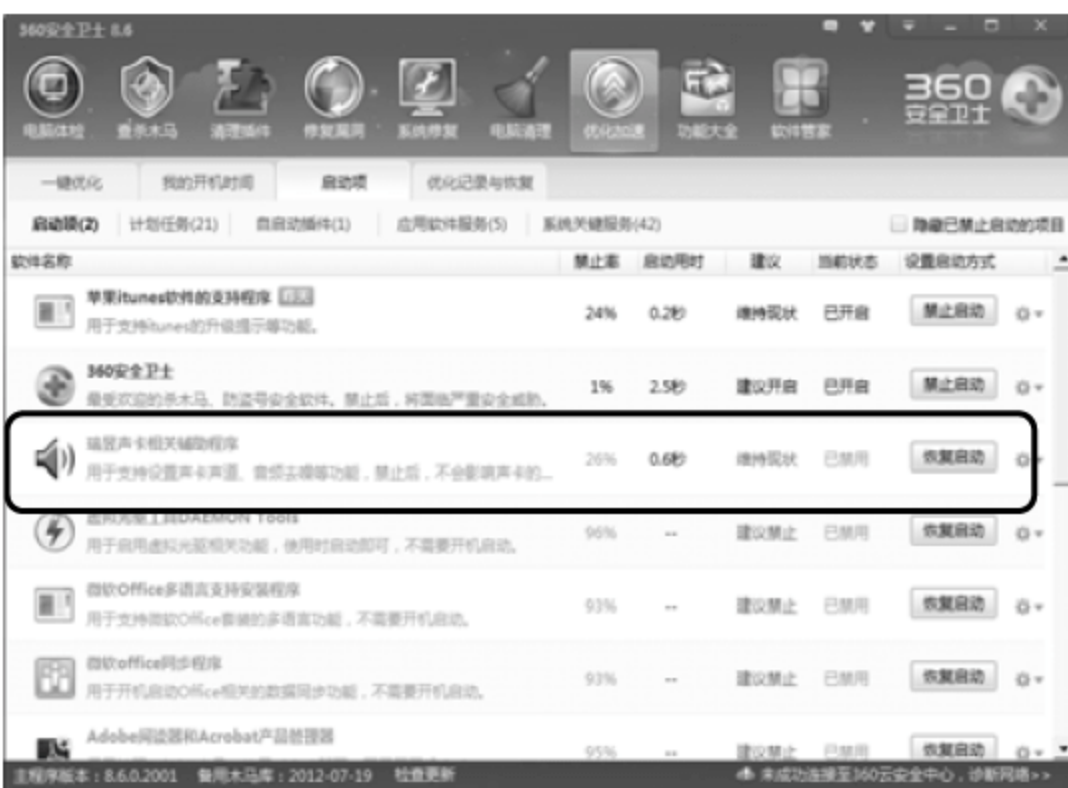 360安全卫士 8.6
电脑体检 查杀木马 清理插件 修复漏洞 系统修复 电脑清理 优化加速 功能大全 软件管家
360
安全卫士
一键优化 我的开机时间 启动项 优化记录与恢复
启动项(2) 计划任务(21) 自启动插件(1) 应用软件服务(5) 系统关键服务(42) 隐藏已禁止启动的项目
软件名称 禁止率 启动用时 建议 当前状态 设置启动方式
苹果itunes软件的支持程序
用于支持itunes的升级提示等功能。
24% 0.2秒 维持现状 已开启 禁止启动
360安全卫士
最受欢迎的杀木马、防盗号安全软件。禁止后，将面临严重安全威胁。
1% 2.5秒 建议开启 已开启 禁止启动
瑞昱声卡相关辅助程序
用于支持设置声卡声道、音频去噪等功能，禁止后，不会影响声卡的...
26% 0.6秒 维持现状 已禁用 恢复启动
虚拟光驱工具DAEMON Tools
用于启用虚拟光驱相关功能，使用时启动即可，不需要开机启动。
96% -- 建议禁止 已禁用 恢复启动
微软Office多语言支持安装程序
用于支持微软Office套装的多语言功能，不需要开机启动。
93% -- 建议禁止 已禁用 恢复启动
微软office同步程序
用于开机启动Office相关的数据同步功能，不需要开机启动。
93% -- 建议禁止 已禁用 恢复启动
Adobe阅读器和Acrobat产品管理器
95% -- 建议禁止 已禁用 恢复启动
主程序版本：8.6.0.2001 备用木马库：2012-07-19 检查更新 未成功连接至360云安全中心，诊断网络>>